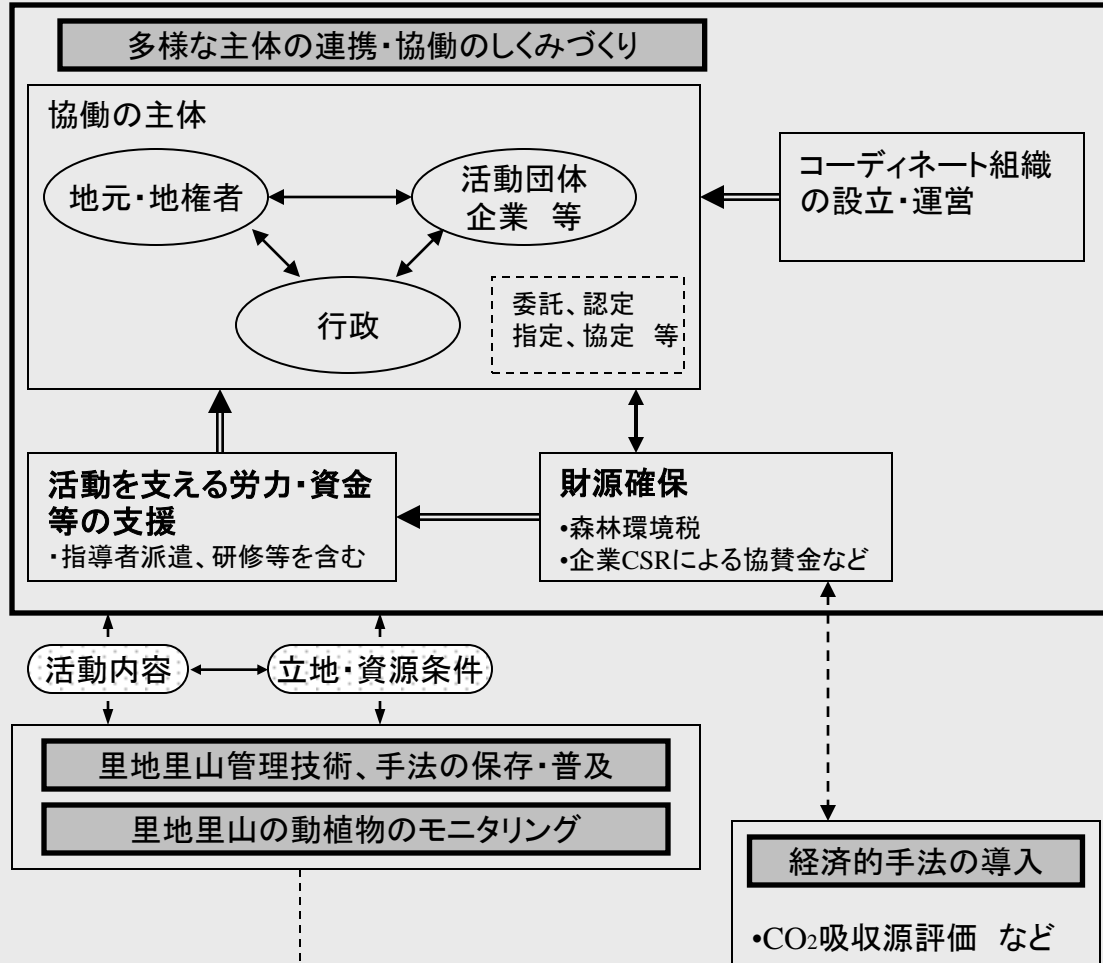 多様な主体の連携・協働のしくみづくり
協働の主体
地元・地権者
活動団体
企業　等
行政
委託、認定
指定、協定　等
コーディネート組織
の設立・運営
活動を支える労力・資金
等の支援
・指導者派遣、研修等を含む
財源確保
•森林環境税
•企業CSRによる協賛金など
活動内容
立地・資源条件
里地里山管理技術、手法の保存・普及
里地里山の動植物のモニタリング
経済的手法の導入
•CO2吸収源評価　など